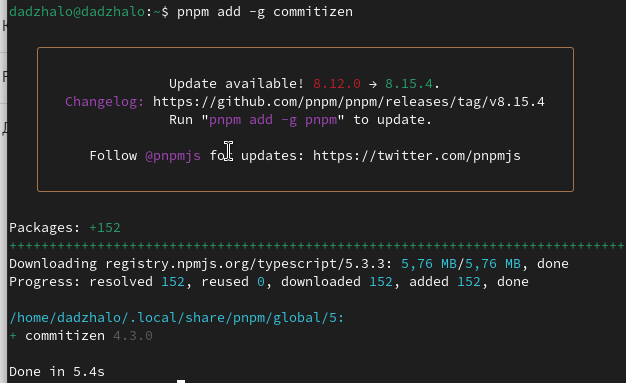 dadzhalo@dadzhalo:~$ pnpm add -g commitizen
Update available! 8.12.0 → 8.15.4.
Changelog: https://github.com/pnpm/pnpm/releases/tag/v8.15.4
Run "pnpm add -g pnpm" to update.
Follow @pnpmjs for updates: https://twitter.com/pnpmjs
Packages: +152
++++++++++++++++++++++++++++++++++++++++++++++++++++++++++++++++++++++++++++
Downloading registry.npmjs.org/typescript/5.3.3: 5,76 MB/5,76 MB, done
Progress: resolved 152, reused 0, downloaded 152, added 152, done
/home/dadzhalo/.local/share/pnpm/global/5:
+ commitizen 4.3.0
Done in 5.4s